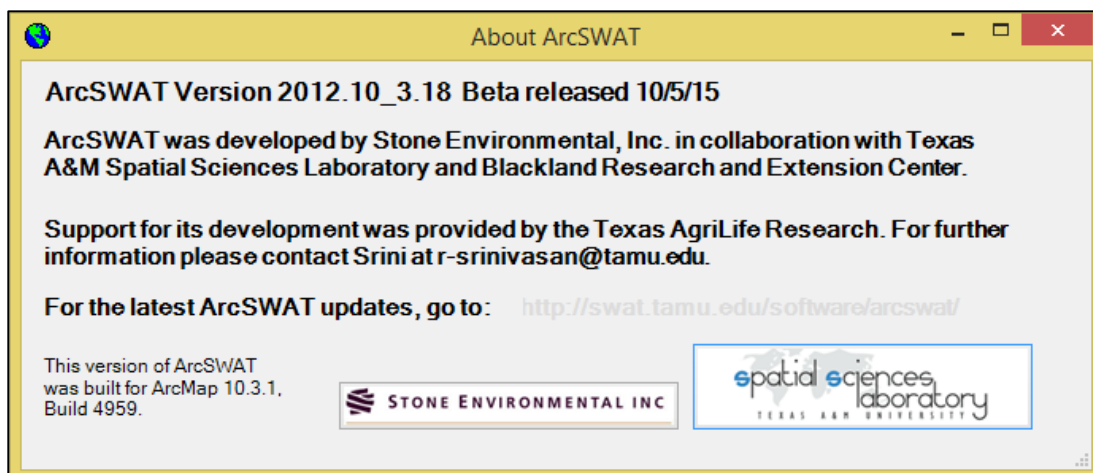 About ArcSWAT
ArcSWAT Version 2012.10_3.18 Beta released 10/5/15
ArcSWAT was developed by Stone Environmental, Inc. in collaboration with Texas
A&M Spatial Sciences Laboratory and Blackland Research and Extension Center.
Support for its development was provided by the Texas AgriLife Research. For further
information please contact Srini at r-srinivasan@tamu.edu.
For the latest ArcSWAT updates, go to: http://swat.tamu.edu/software/arcswat/
This version of ArcSWAT
was built for ArcMap 10.3.1,
Build 4959.
STONE ENVIRONMENTAL INC
spatial sciences
laboratory
TEXAS A&M UNIVERSITY